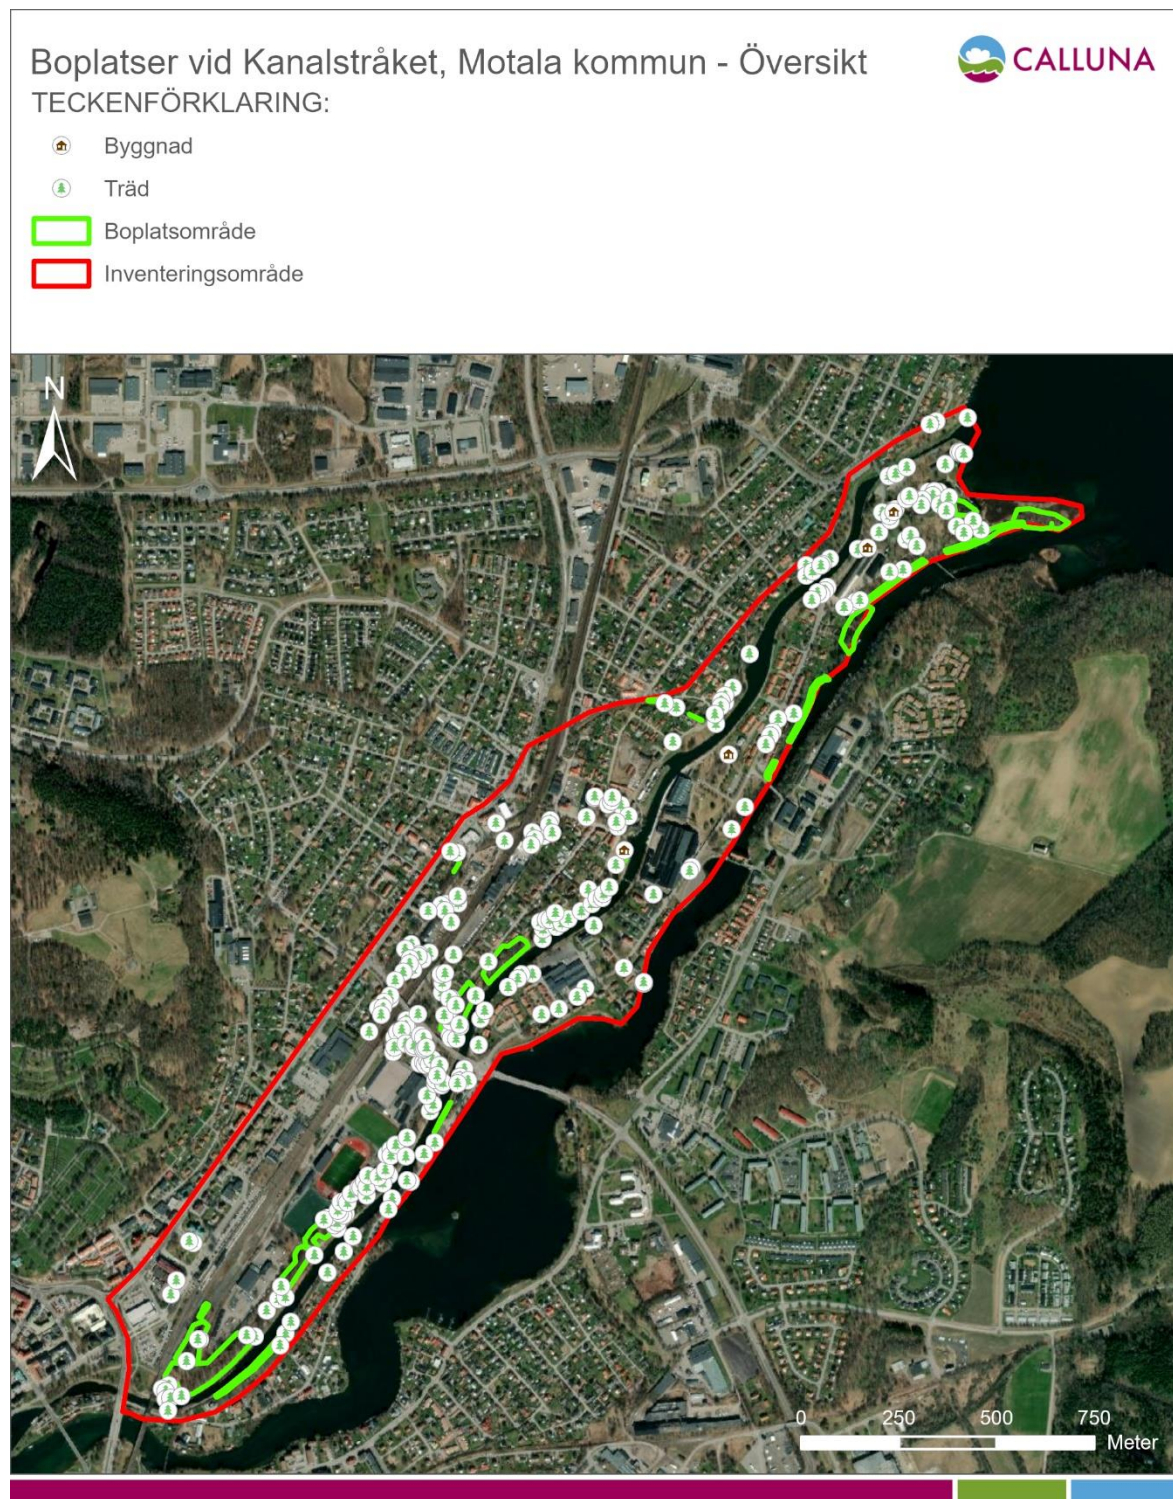 Boplatser vid Kanalstråket, Motala kommun - Översikt
CALLUNA
TECKENFÖRKLARING:
Byggnad
Träd
Boplatsområde
Inventeringsområde
N
0 250 500 750
Meter